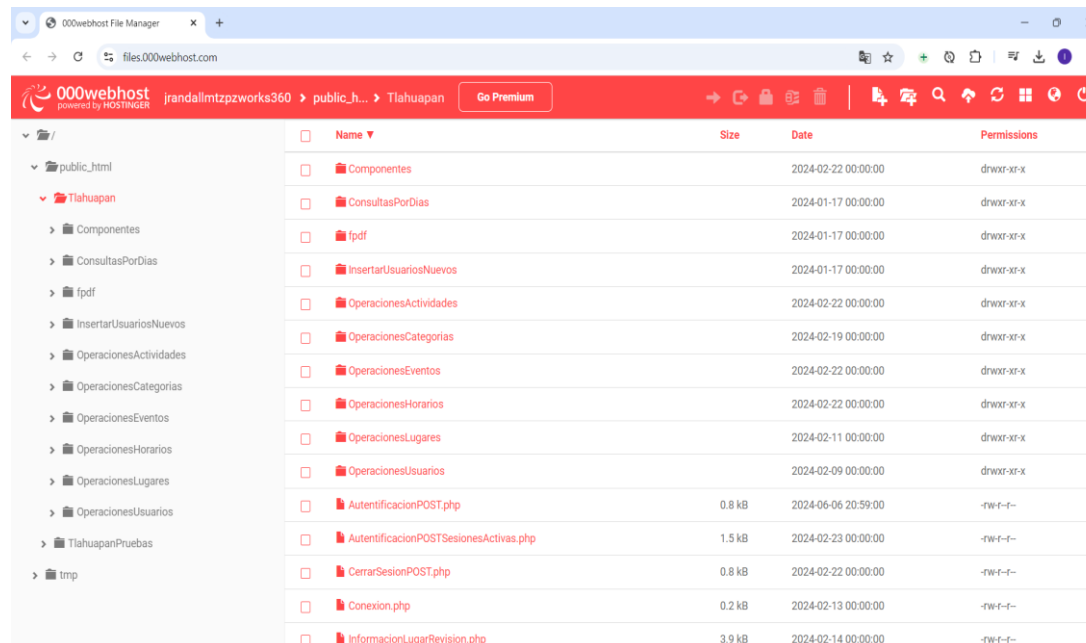 000webhost File Manager
files.000webhost.com
000webhost
powered by HOSTINGER
jrandallmtzpzworks360 > public_h... > Tlahuapan
Go Premium
/
public_html
Tlahuapan
Componentes
ConsultasPorDias
fpdf
InsertarUsuariosNuevos
OperacionesActividades
OperacionesCategorias
OperacionesEventos
OperacionesHorarios
OperacionesLugares
OperacionesUsuarios
TlahuapanPruebas
tmp
Name ▼ Size Date Permissions
Componentes 2024-02-22 00:00:00 drwxr-xr-x
ConsultasPorDias 2024-01-17 00:00:00 drwxr-xr-x
fpdf 2024-01-17 00:00:00 drwxr-xr-x
InsertarUsuariosNuevos 2024-01-17 00:00:00 drwxr-xr-x
OperacionesActividades 2024-02-22 00:00:00 drwxr-xr-x
OperacionesCategorias 2024-02-19 00:00:00 drwxr-xr-x
OperacionesEventos 2024-02-22 00:00:00 drwxr-xr-x
OperacionesHorarios 2024-02-22 00:00:00 drwxr-xr-x
OperacionesLugares 2024-02-11 00:00:00 drwxr-xr-x
OperacionesUsuarios 2024-02-09 00:00:00 drwxr-xr-x
AutentificacionPOST.php 0.8 kB 2024-06-06 20:59:00 -rw-r--r--
AutentificacionPOSTSesionesActivas.php 1.5 kB 2024-02-23 00:00:00 -rw-r--r--
CerrarSesionPOST.php 0.8 kB 2024-02-22 00:00:00 -rw-r--r--
Conexion.php 0.2 kB 2024-02-13 00:00:00 -rw-r--r--
InformacionLugarRevision.php 3.9 kB 2024-02-14 00:00:00 -rw-r--r--